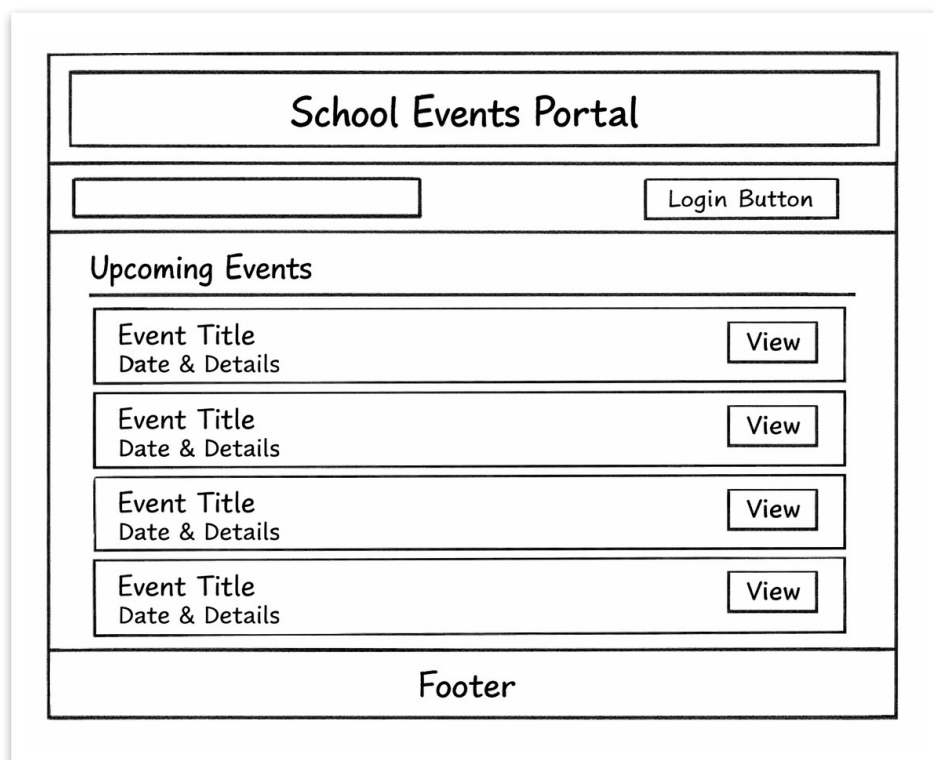 School Events Portal
Login Button
Upcoming Events
Event Title
Date & Details
View
Event Title
Date & Details
View
Event Title
Date & Details
View
Event Title
Date & Details
View
Footer